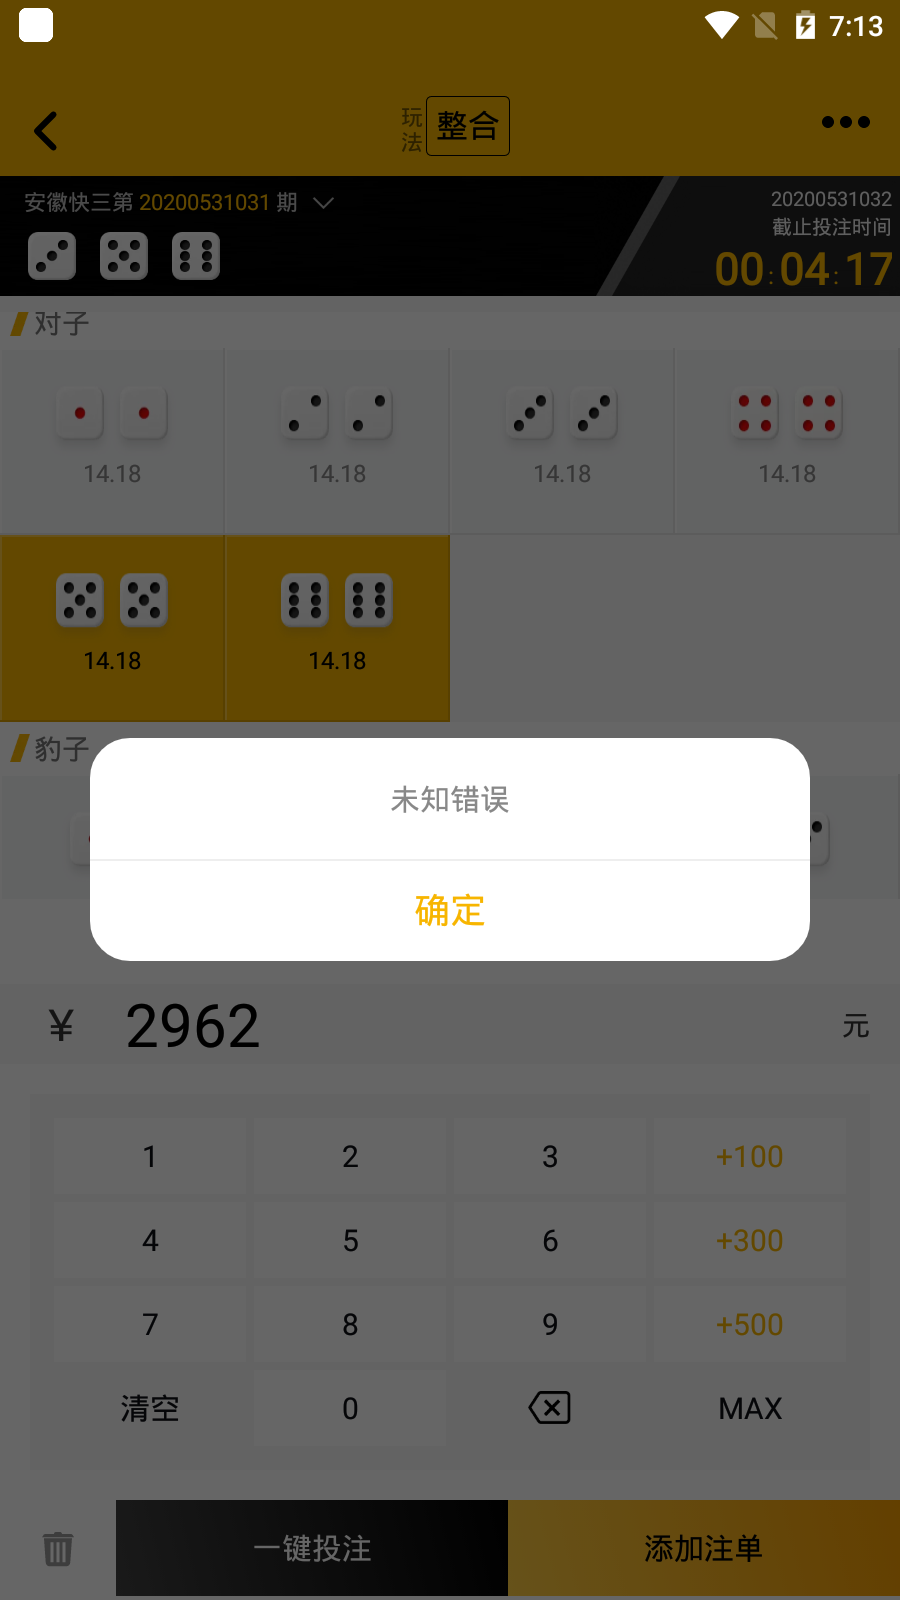 7:13
玩法
整合
安徽快三第 20200531031 期
20200531032
截止投注时间
00:04:17
对子
14.18
14.18
14.18
14.18
14.18
14.18
豹子
未知错误
确定
¥ 2962 元
1 2 3 +100
4 5 6 +300
7 8 9 +500
清空 0 MAX
一键投注 添加注单